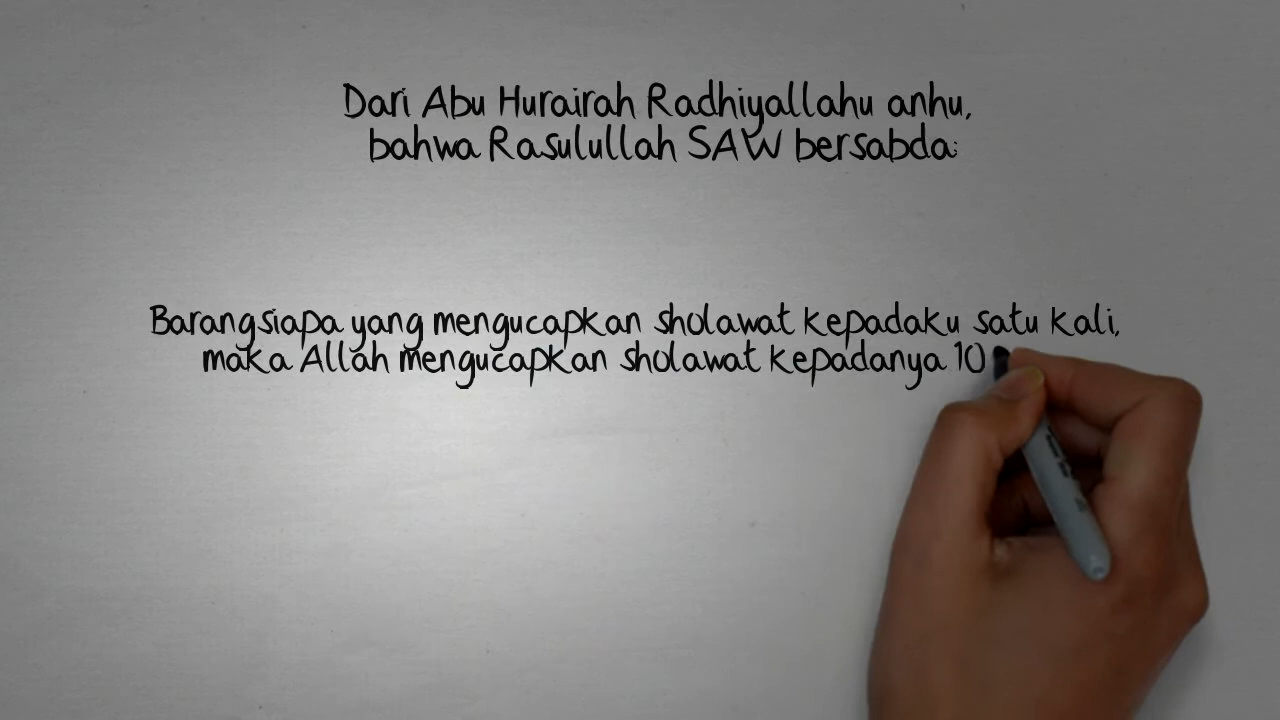 Dari Abu Hurairah Radhiyallahu anhu,
bahwa Rasulullah SAW bersabda:
Barangsiapa yang mengucapkan sholawat kepadaku satu kali,
maka Allah mengucapkan sholawat kepadanya 10